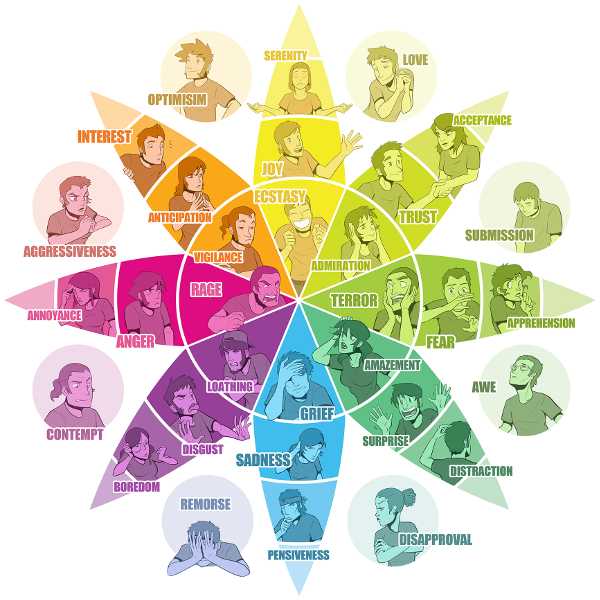 SERENITY
LOVE
OPTIMISIM
ACCEPTANCE
INTEREST
JOY
ECSTASY
ANTICIPATION
TRUST
SUBMISSION
AGGRESSIVENESS
VIGILANCE
ADMIRATION
RAGE
TERROR
ANNOYANCE
ANGER
FEAR
APPREHENSION
LOATHING
AMAZEMENT
AWE
GRIEF
CONTEMPT
DISGUST
SURPRISE
SADNESS
BOREDOM
DISTRACTION
REMORSE
PENSIVENESS
DISAPPROVAL